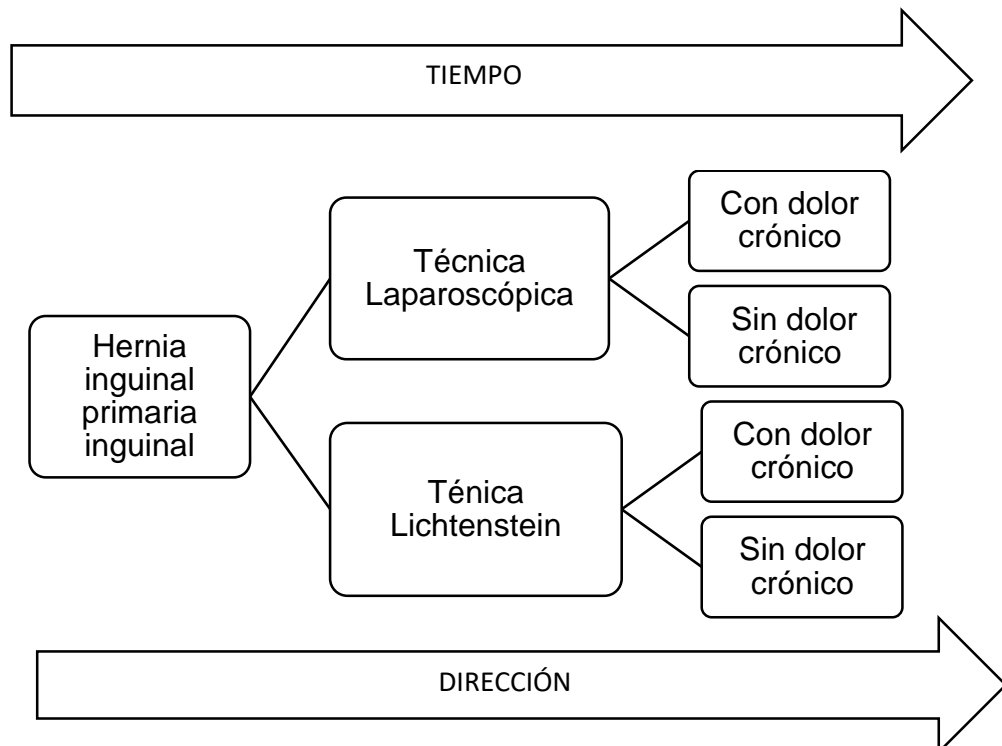 TIEMPO
Hernia
inguinal
primaria
inguinal
Técnica
Laparoscópica
Con dolor
crónico
Sin dolor
crónico
Ténica
Lichtenstein
Con dolor
crónico
Sin dolor
crónico
DIRECCIÓN